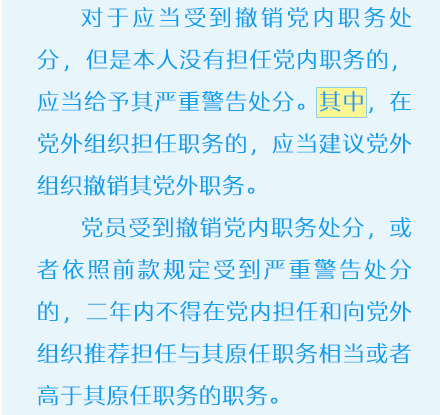 对于应当受到撤销党内职务处
分，但是本人没有担任党内职务的，
应当给予其严重警告处分。其中，在
党外组织担任职务的，应当建议党外
组织撤销其党外职务。
党员受到撤销党内职务处分，或
者依照前款规定受到严重警告处分
的，二年内不得在党内担任和向党外
组织推荐担任与其原任职务相当或者
高于其原任职务的职务。